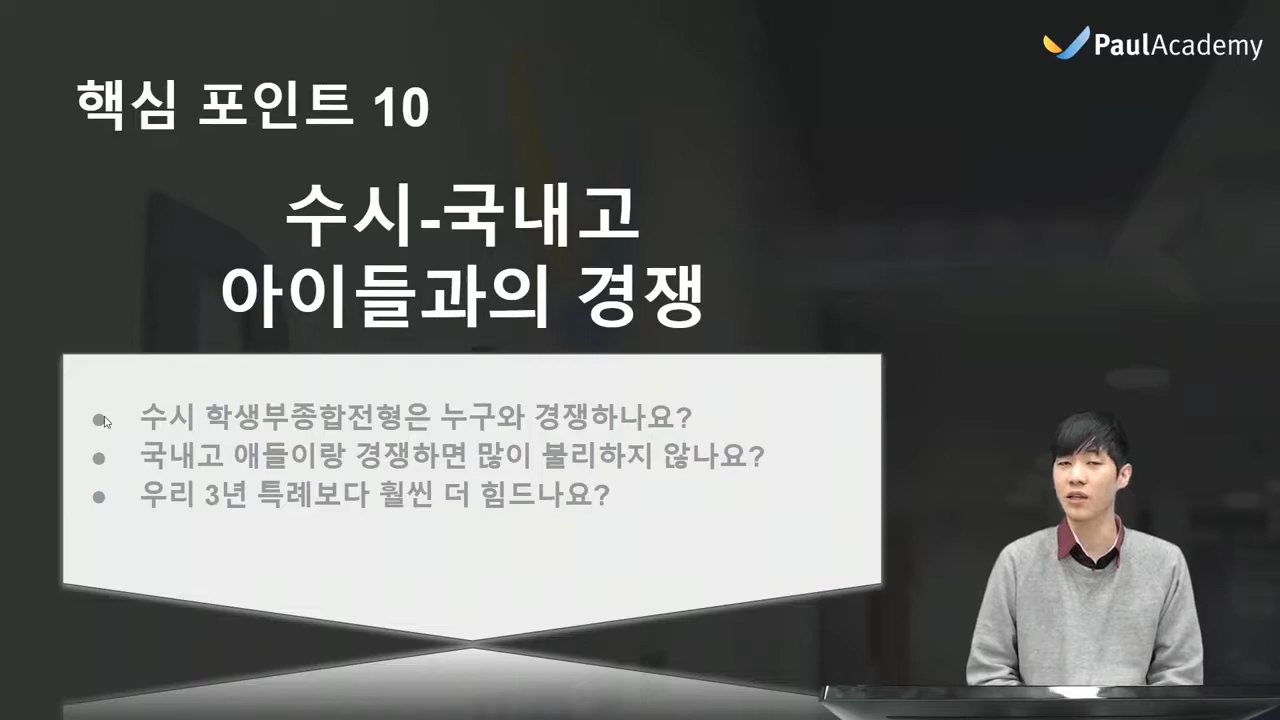 PaulAcademy
핵심 포인트 10
수시-국내고
아이들과의 경쟁
수시 학생부종합전형은 누구와 경쟁하나요?
국내고 애들이랑 경쟁하면 많이 불리하지 않나요?
우리 3년 특례보다 훨씬 더 힘드나요?